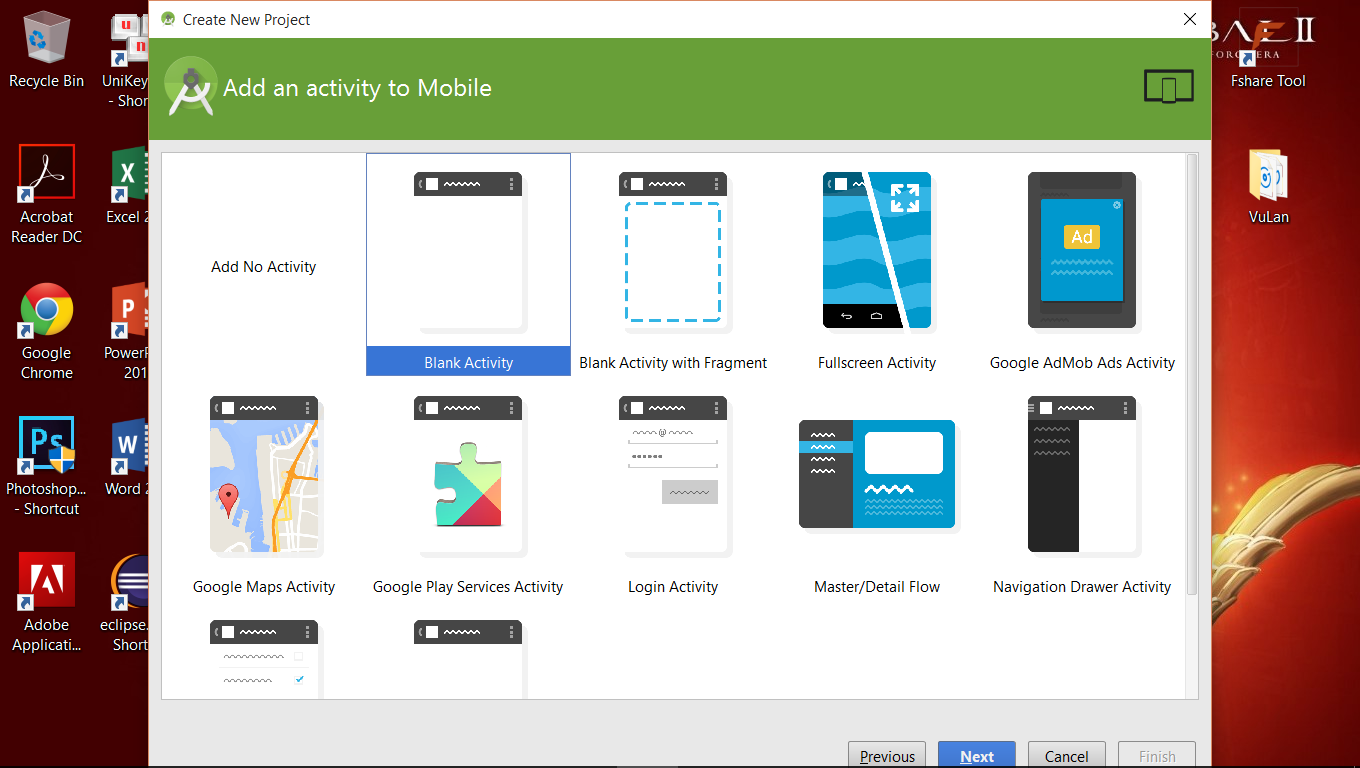 Create New Project
Add an activity to Mobile
Add No Activity
Blank Activity
Blank Activity with Fragment
Fullscreen Activity
Ad
Google AdMob Ads Activity
Google Maps Activity
Google Play Services Activity
Login Activity
Master/Detail Flow
Navigation Drawer Activity
Previous
Next
Cancel
Finish
Recycle Bin
UniKey
- Shor
Acrobat
Reader DC
Excel 2
Google
Chrome
PowerP
201
Ps
Photoshop...
- Shortcut
Word 2
Adobe
Applicati...
eclipse.
Short
II
ERA
Fshare Tool
VuLan